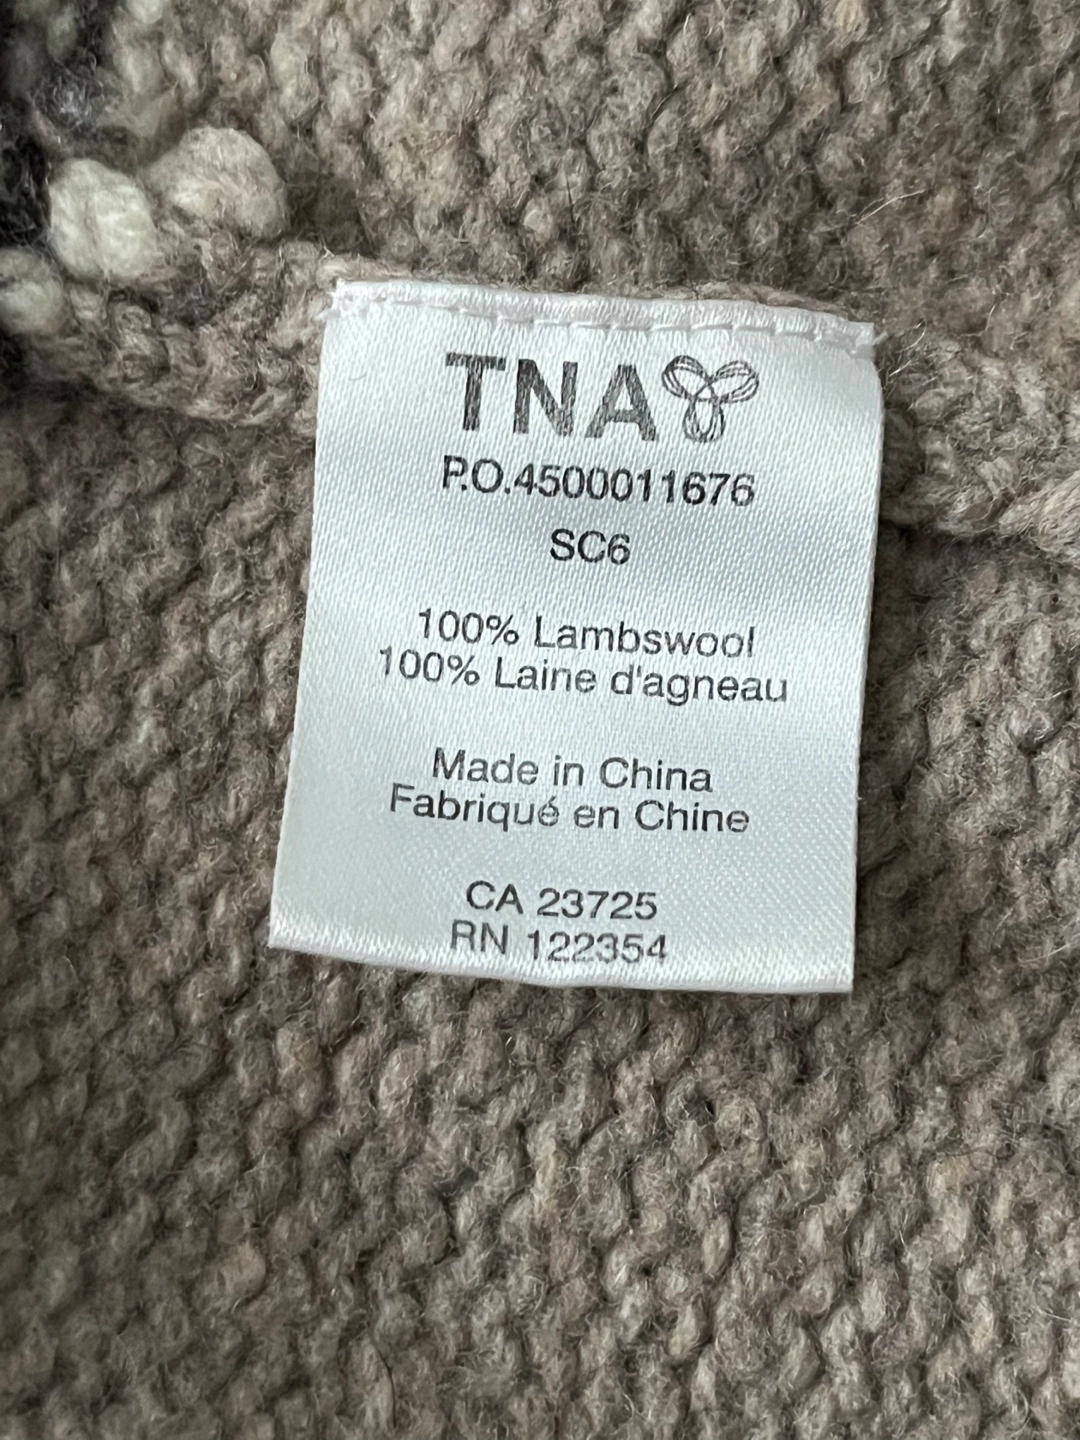 TNA
P.O.4500011676
SC6
100% Lambswool
100% Laine d'agneau
Made in China
Fabriqué en Chine
CA 23725
RN 122354